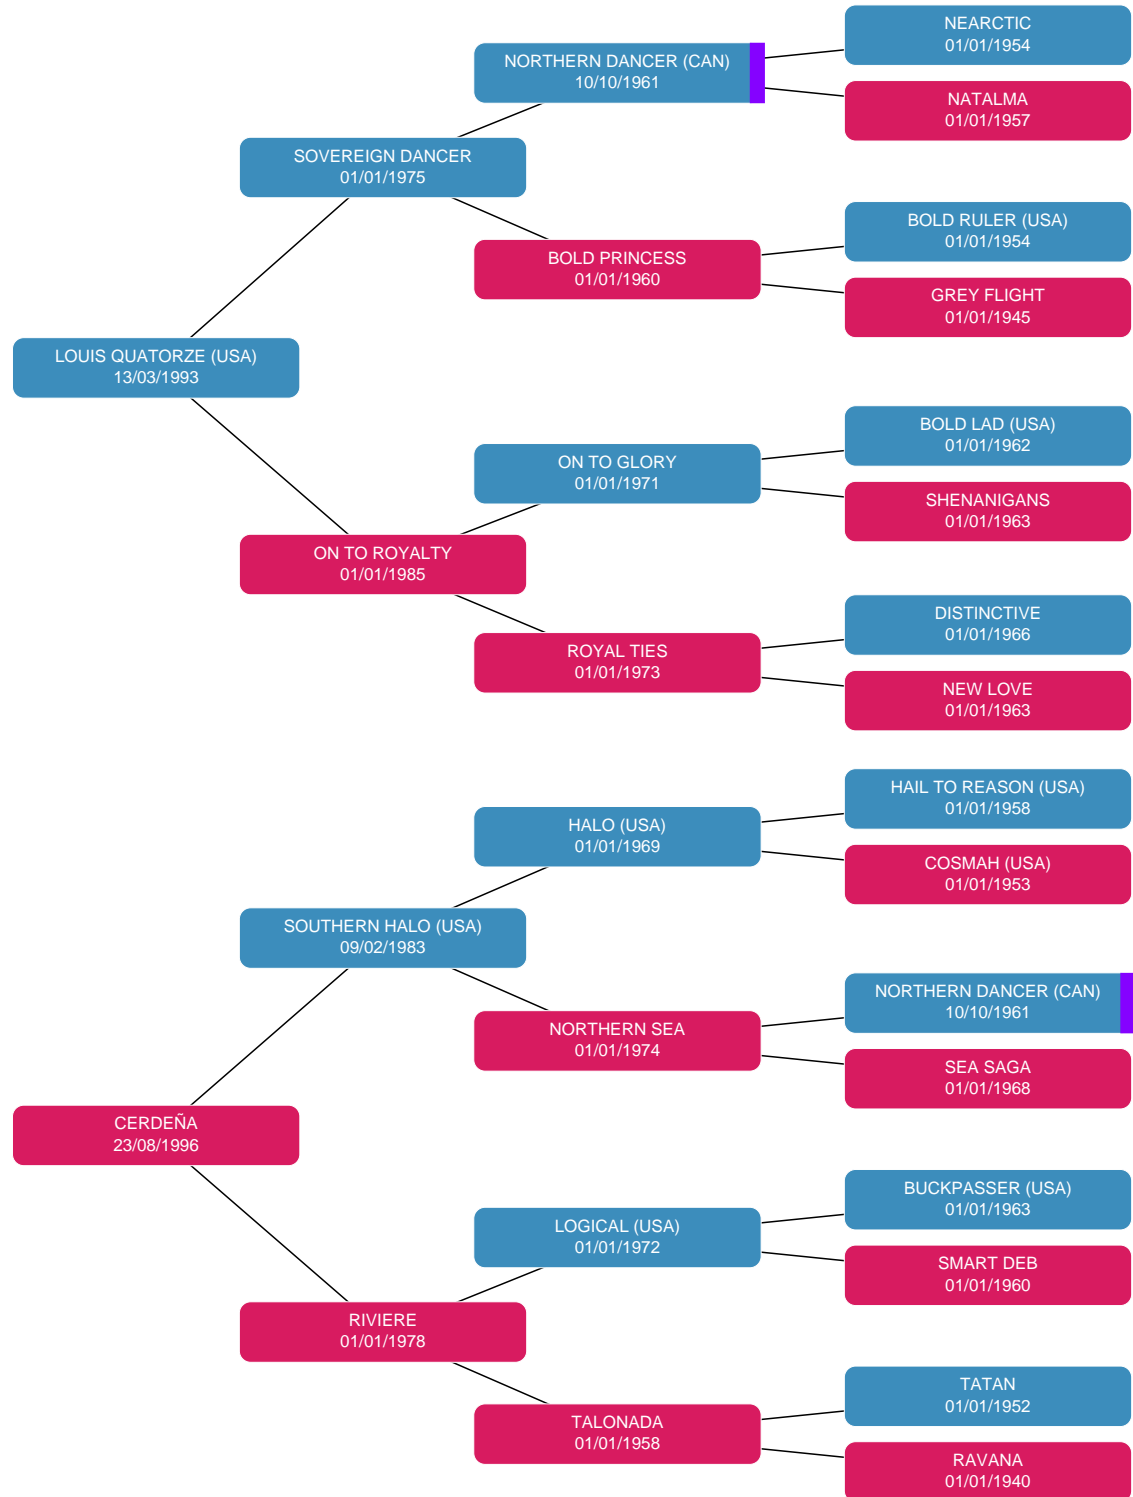 NEARCTIC
01/01/1954
NORTHERN DANCER (CAN)
10/10/1961
NATALMA
01/01/1957
SOVEREIGN DANCER
01/01/1975
BOLD RULER (USA)
01/01/1954
BOLD PRINCESS
01/01/1960
GREY FLIGHT
01/01/1945
LOUIS QUATORZE (USA)
13/03/1993
BOLD LAD (USA)
01/01/1962
ON TO GLORY
01/01/1971
SHENANIGANS
01/01/1963
ON TO ROYALTY
01/01/1985
DISTINCTIVE
01/01/1966
ROYAL TIES
01/01/1973
NEW LOVE
01/01/1963
HAIL TO REASON (USA)
01/01/1958
HALO (USA)
01/01/1969
COSMAH (USA)
01/01/1953
SOUTHERN HALO (USA)
09/02/1983
NORTHERN DANCER (CAN)
10/10/1961
NORTHERN SEA
01/01/1974
SEA SAGA
01/01/1968
CERDEÑA
23/08/1996
BUCKPASSER (USA)
01/01/1963
LOGICAL (USA)
01/01/1972
SMART DEB
01/01/1960
RIVIERE
01/01/1978
TATAN
01/01/1952
TALONADA
01/01/1958
RAVANA
01/01/1940